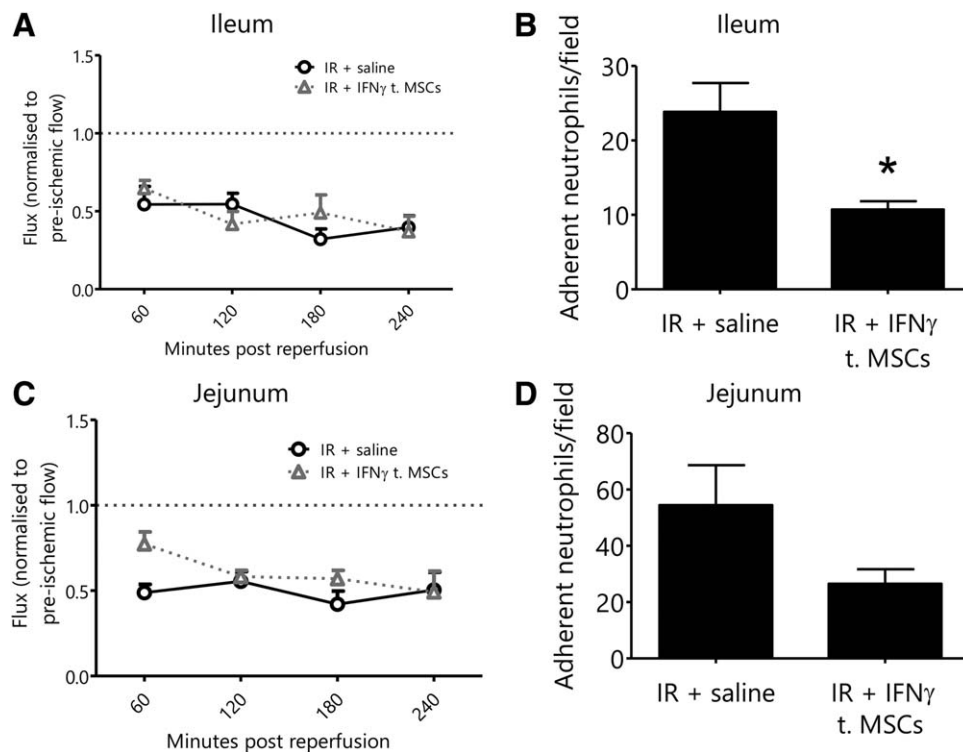 A
Ileum
Flux (normalised to
pre-ischemic flow)
1.5
1.0
0.5
0.0
IR + saline
IR + IFNγ t. MSCs
60
120
180
240
Minutes post reperfusion
B
Ileum
Adherent neutrophils/field
30
20
10
0
*
IR + saline
IR + IFNγ
t. MSCs
C
Jejunum
Flux (normalised to
pre-ischemic flow)
1.5
1.0
0.5
0.0
IR + saline
IR + IFNγ t. MSCs
60
120
180
240
Minutes post reperfusion
D
Jejunum
Adherent neutrophils/field
80
60
40
20
0
IR + saline
IR + IFNγ
t. MSCs